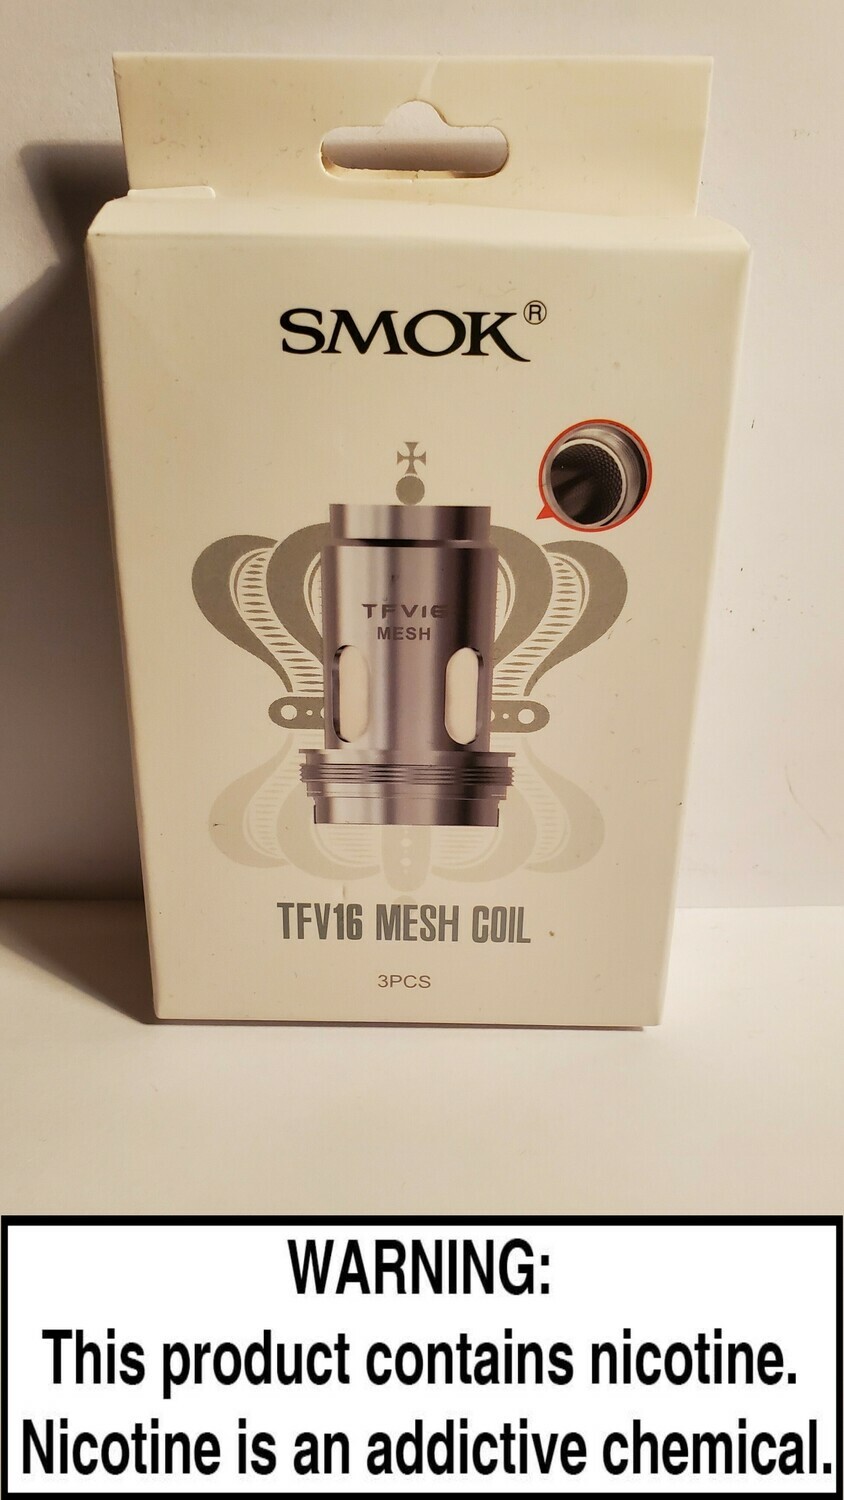 SMOK®
TFV16
MESH
TFV16 MESH COIL
3PCS
WARNING:
This product contains nicotine.
Nicotine is an addictive chemical.